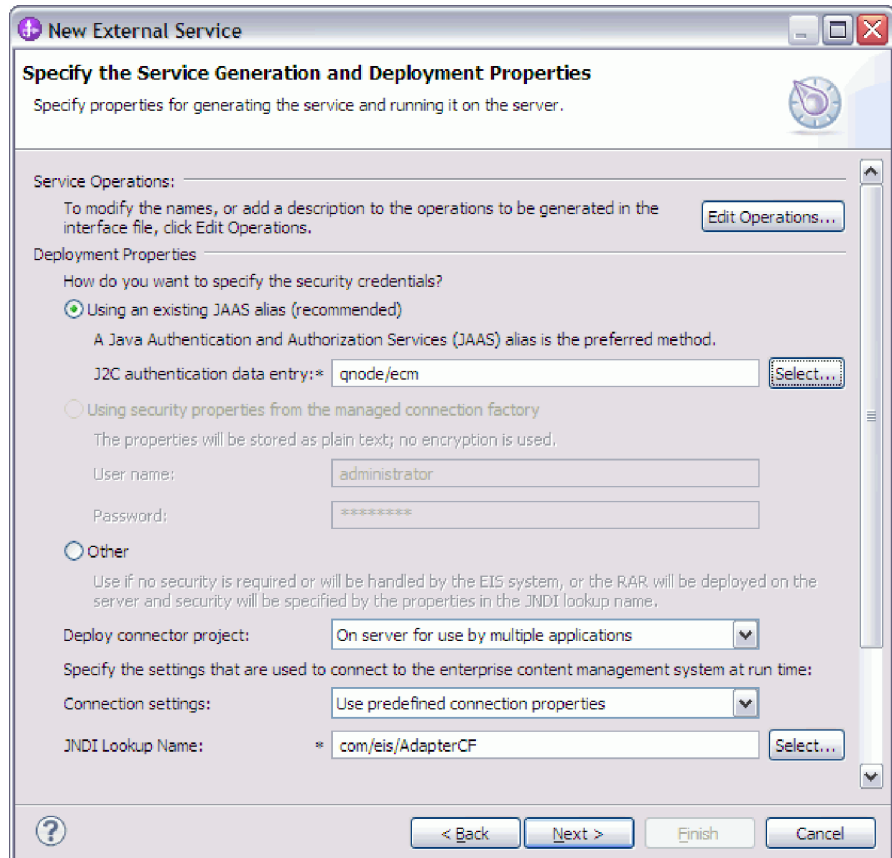 New External Service
Specify the Service Generation and Deployment Properties
Specify properties for generating the service and running it on the server.
Service Operations:
To modify the names, or add a description to the operations to be generated in the
interface file, click Edit Operations.
Edit Operations...
Deployment Properties
How do you want to specify the security credentials?
Using an existing JAAS alias (recommended)
A Java Authentication and Authorization Services (JAAS) alias is the preferred method.
J2C authentication data entry:* qnode/ecm Select...
Using security properties from the managed connection factory
The properties will be stored as plain text; no encryption is used.
User name: administrator
Password: ********
Other
Use if no security is required or will be handled by the EIS system, or the RAR will be deployed on the
server and security will be specified by the properties in the JNDI lookup name.
Deploy connector project: On server for use by multiple applications
Specify the settings that are used to connect to the enterprise content management system at run time:
Connection settings: Use predefined connection properties
JNDI Lookup Name: * com/eis/AdapterCF Select...
? < Back Next > Finish Cancel